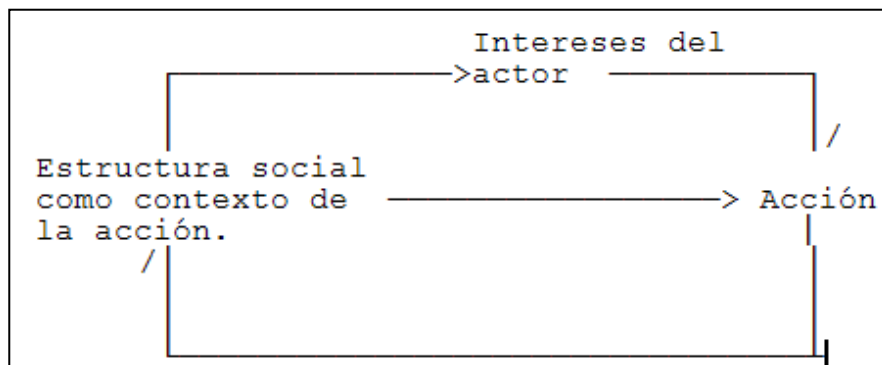 Intereses del
>actor
/
Estructura social
como contexto de > Acción
la acción.
/